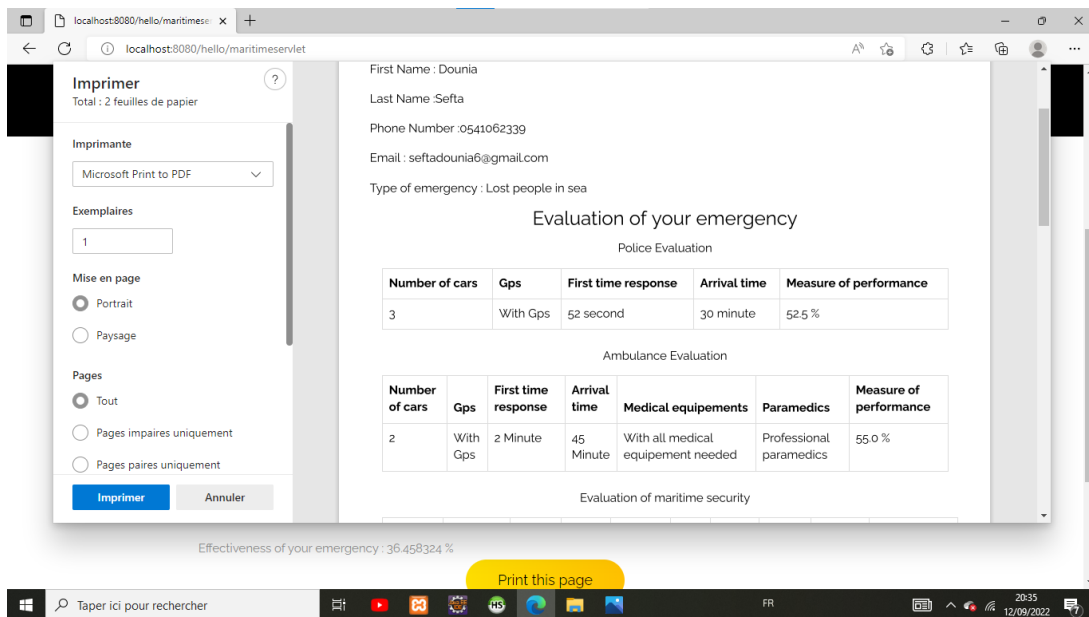 localhost:8080/hello/maritimese
localhost:8080/hello/maritimeservlet
Imprimer
?
Total : 2 feuilles de papier
Imprimante
Microsoft Print to PDF
Exemplaires
1
Mise en page
Portrait
Paysage
Pages
Tout
Pages impaires uniquement
Pages paires uniquement
Imprimer Annuler
First Name : Dounia
Last Name :Sefta
Phone Number :0541062339
Email : seftadounia6@gmail.com
Type of emergency : Lost people in sea
Evaluation of your emergency
Police Evaluation
Number of cars Gps First time response Arrival time Measure of performance
3 With Gps 52 second 30 minute 52.5 %
Ambulance Evaluation
Number of cars Gps First time response Arrival time Medical equipements Paramedics Measure of performance
2 With Gps 2 Minute 45 Minute With all medical equipement needed Professional paramedics 55.0 %
Evaluation of maritime security
Effectiveness of your emergency : 36.458324 %
Print this page
Taper ici pour rechercher
HS
FR
20:35
12/09/2022
7